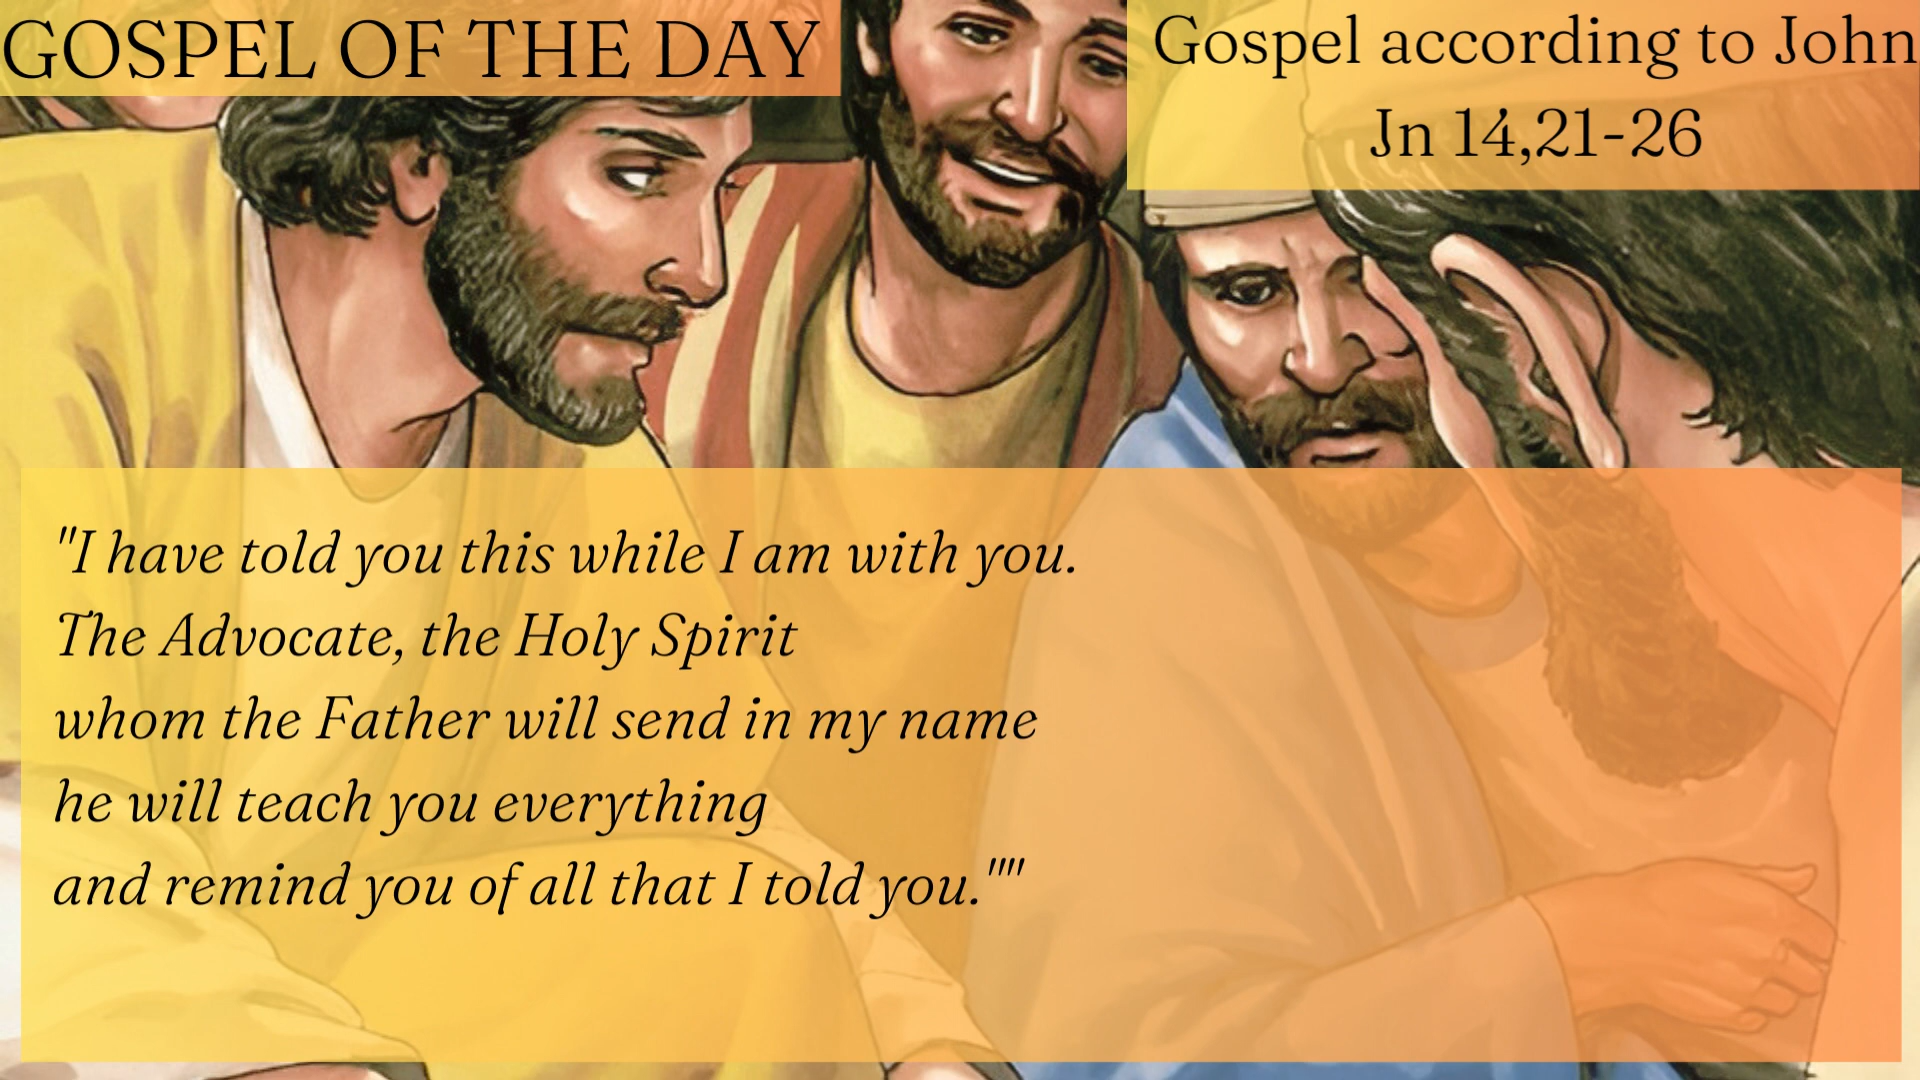 GOSPEL OF THE DAY
Gospel according to John
Jn 14,21-26
"I have told you this while I am with you.
The Advocate, the Holy Spirit
whom the Father will send in my name
he will teach you everything
and remind you of all that I told you.""